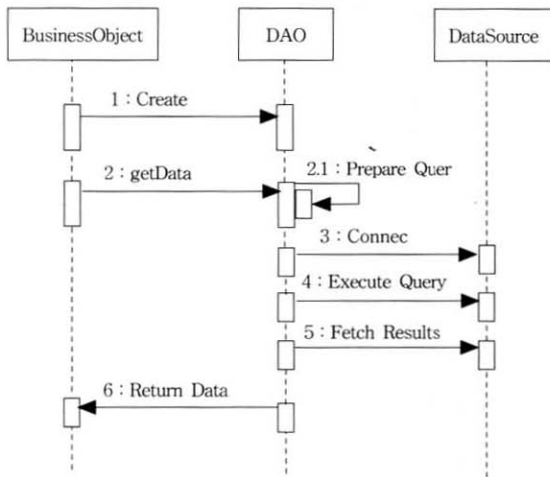 BusinessObject DAO DataSource
1 : Create
2 : getData
2.1 : Prepare Quer
3 : Connec
4 : Execute Query
5 : Fetch Results
6 : Return Data